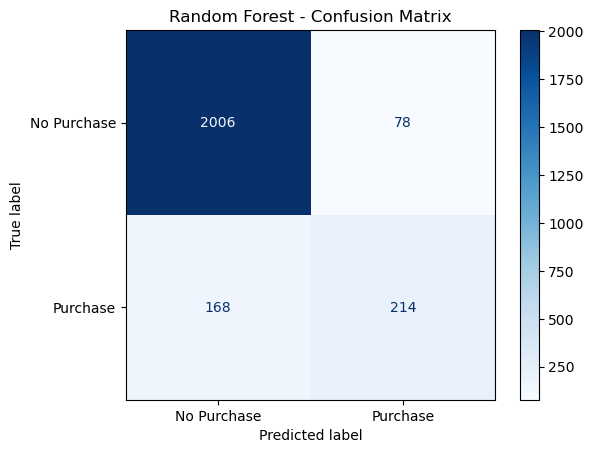 Random Forest - Confusion Matrix
True label
No Purchase
2006
78
Purchase
168
214
No Purchase
Purchase
Predicted label
2000
1750
1500
1250
1000
750
500
250